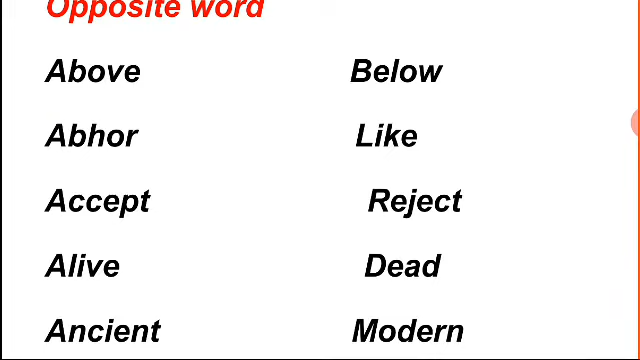 Opposite word
Above Below
Abhor Like
Accept Reject
Alive Dead
Ancient Modern